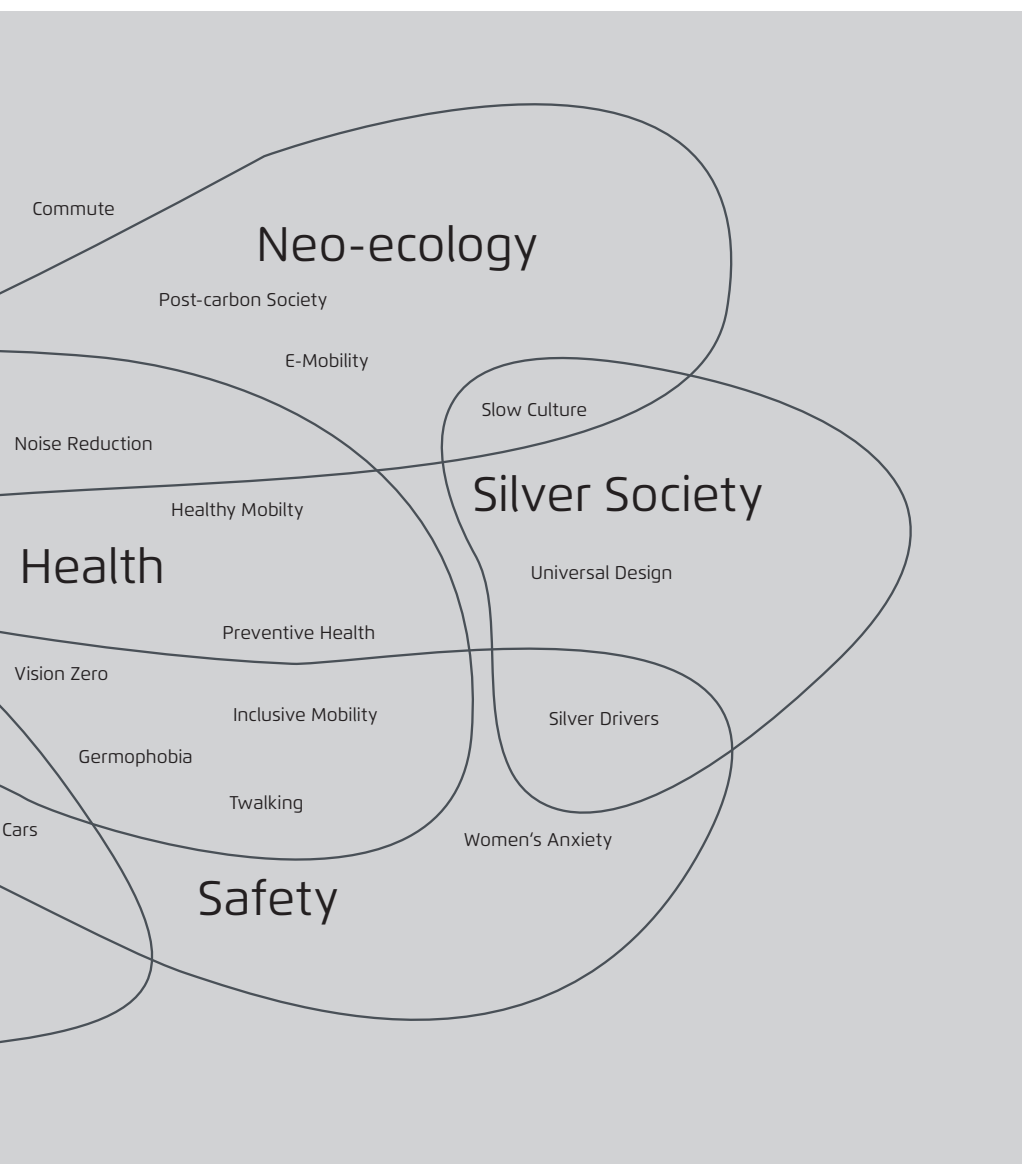 Commute
Neo-ecology
Post-carbon Society
E-Mobility
Slow Culture
Noise Reduction
Silver Society
Healthy Mobilty
Health
Universal Design
Preventive Health
Vision Zero
Inclusive Mobility
Silver Drivers
Germophobia
Twalking
Cars
Women’s Anxiety
Safety